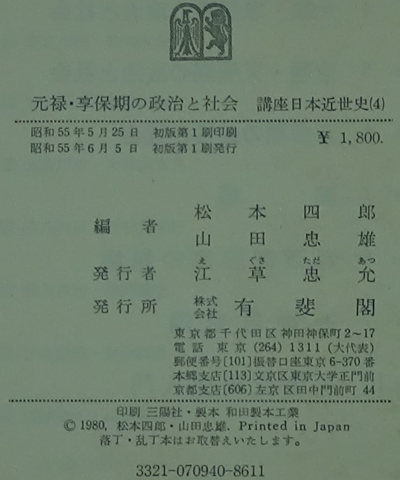 元禄・享保期の政治と社会 講座日本近世史(4)
昭和55年5月25日 初版第1刷印刷
昭和55年6月5日 初版第1刷発行
¥ 1,800.
編者 松本四郎
山田忠雄
え ぐさ ただ あつ
発行者 江草忠允
発行所 株式会社 有斐閣
東京都千代田区神田神保町2~17
電話 東京 (264) 1311 (大代表)
郵便番号[101]振替口座東京6-370番
本郷支店[113]文京区東京大学正門前
京都支店[606]左京区田中門前町 44
印刷 三陽社・製本 和田製本工業
© 1980, 松本四郎・山田忠雄. Printed in Japan
落丁・乱丁本はお取替えいたします。
3321-070940-8611